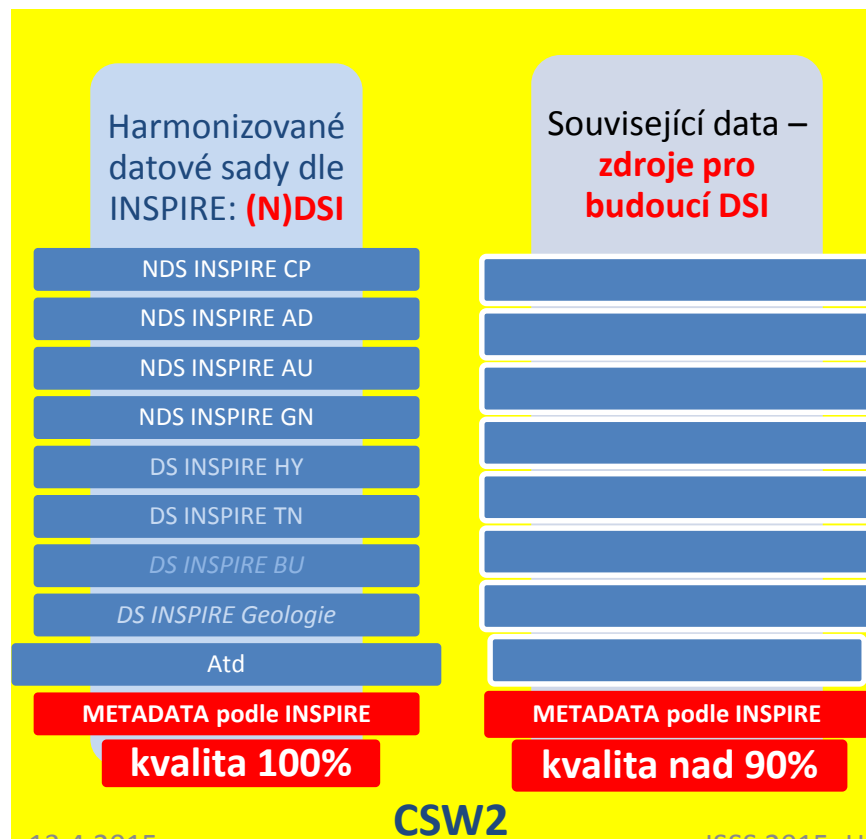 Harmonizované
datové sady dle
INSPIRE: (N)DSI
NDS INSPIRE CP
NDS INSPIRE AD
NDS INSPIRE AU
NDS INSPIRE GN
DS INSPIRE HY
DS INSPIRE TN
DS INSPIRE BU
DS INSPIRE Geologie
Atd
METADATA podle INSPIRE
kvalita 100%
Související data –
zdroje pro
budoucí DSI
METADATA podle INSPIRE
kvalita nad 90%
CSW2